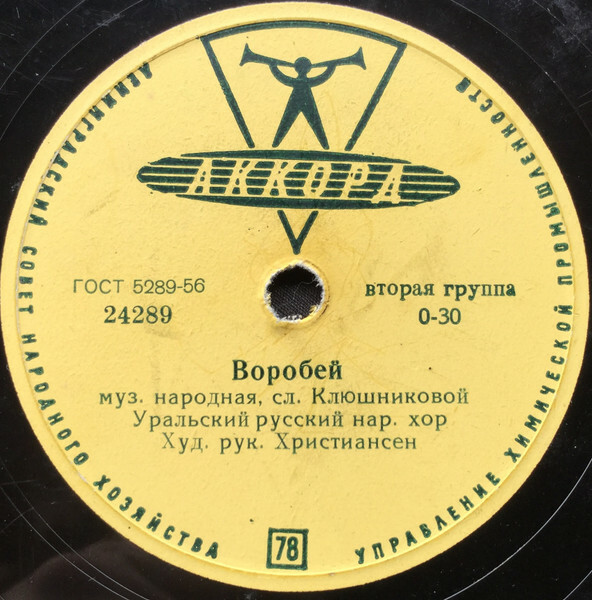 ЛЕНИНГРАДСКИЙ СОВЕТ НАРОДНОГО ХОЗЯЙСТВА
УПРАВЛЕНИЕ ХИМИЧЕСКОЙ ПРОМЫШЛЕННОСТИ
АККОРД
ГОСТ 5289-56
24289
вторая группа
0-30
Воробей
муз. народная, сл. Клюшниковой
Уральский русский нар. хор
Худ. рук. Христиансен
78